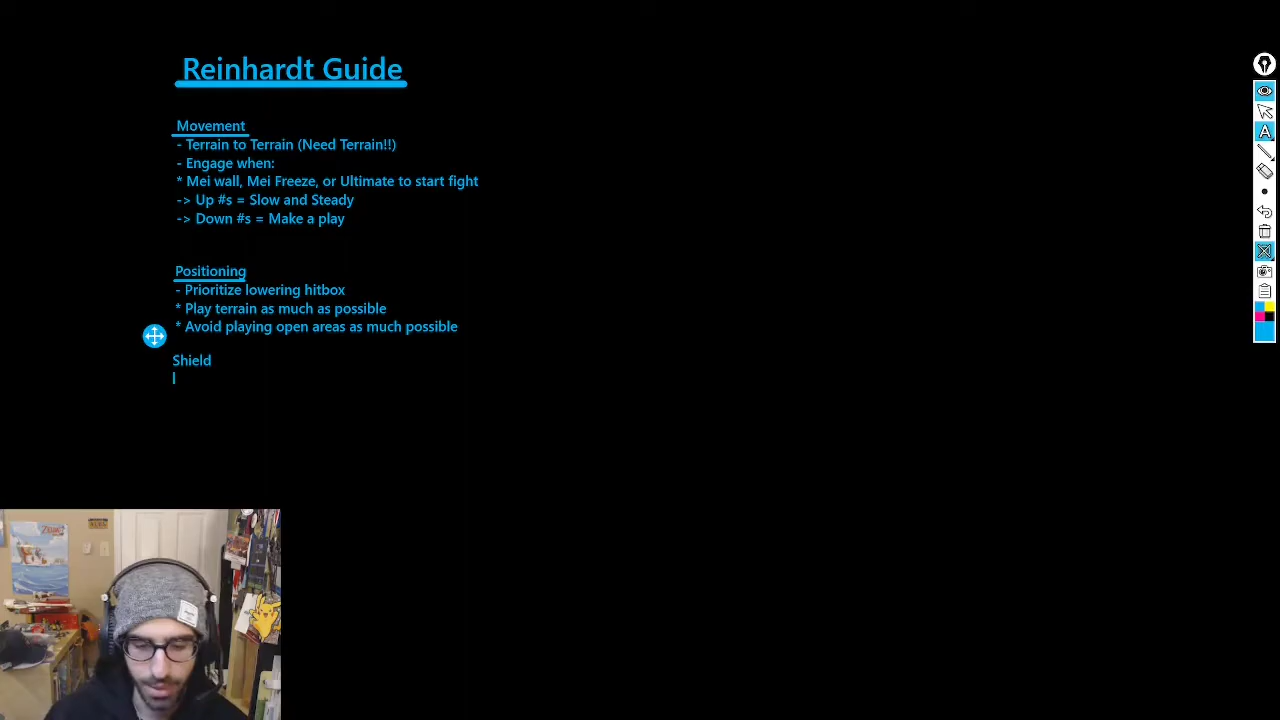 Reinhardt Guide
Movement
- Terrain to Terrain (Need Terrain!!)
- Engage when:
* Mei wall, Mei Freeze, or Ultimate to start fight
-> Up #s = Slow and Steady
-> Down #s = Make a play
Positioning
- Prioritize lowering hitbox
* Play terrain as much as possible
* Avoid playing open areas as much possible
Shield
A
ZELDA